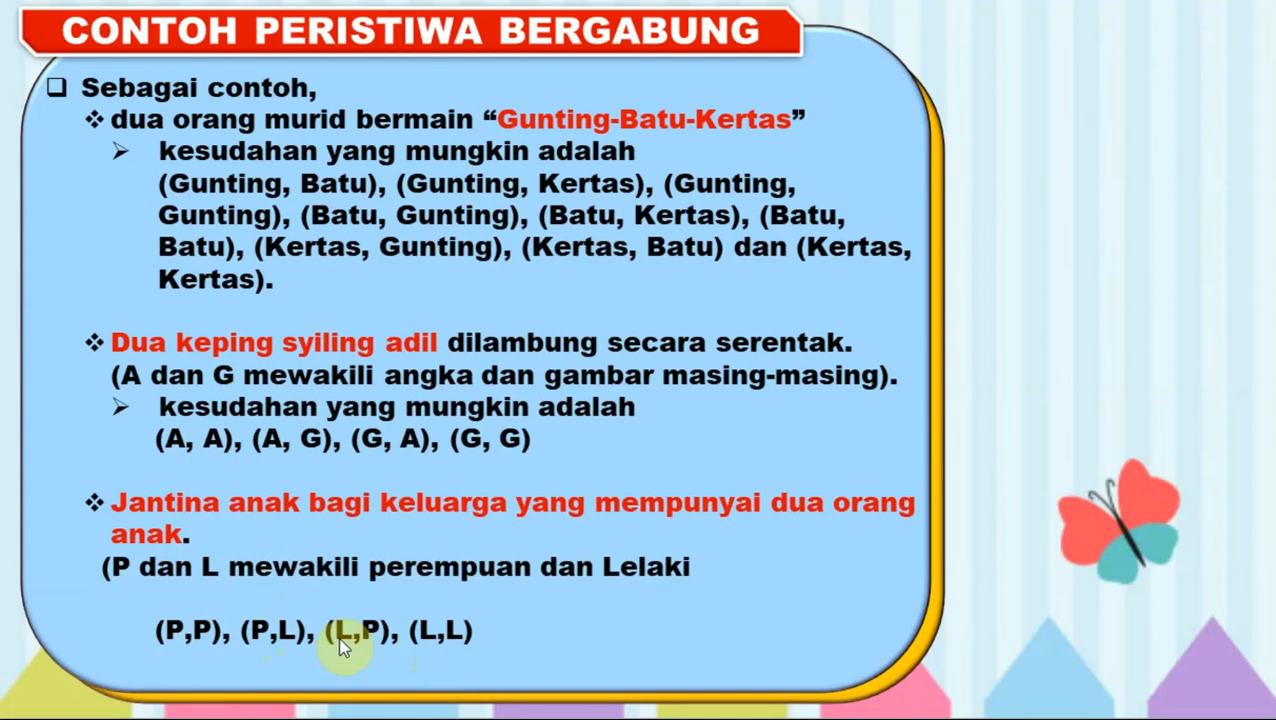 CONTOH PERISTIWA BERGABUNG
Sebagai contoh,
dua orang murid bermain “Gunting-Batu-Kertas”
kesudahan yang mungkin adalah
(Gunting, Batu), (Gunting, Kertas), (Gunting,
Gunting), (Batu, Gunting), (Batu, Kertas), (Batu,
Batu), (Kertas, Gunting), (Kertas, Batu) dan (Kertas,
Kertas).
Dua keping syiling adil dilambung secara serentak.
(A dan G mewakili angka dan gambar masing-masing).
kesudahan yang mungkin adalah
(A, A), (A, G), (G, A), (G, G)
Jantina anak bagi keluarga yang mempunyai dua orang
anak.
(P dan L mewakili perempuan dan Lelaki
(P,P), (P,L), (L,P), (L,L)